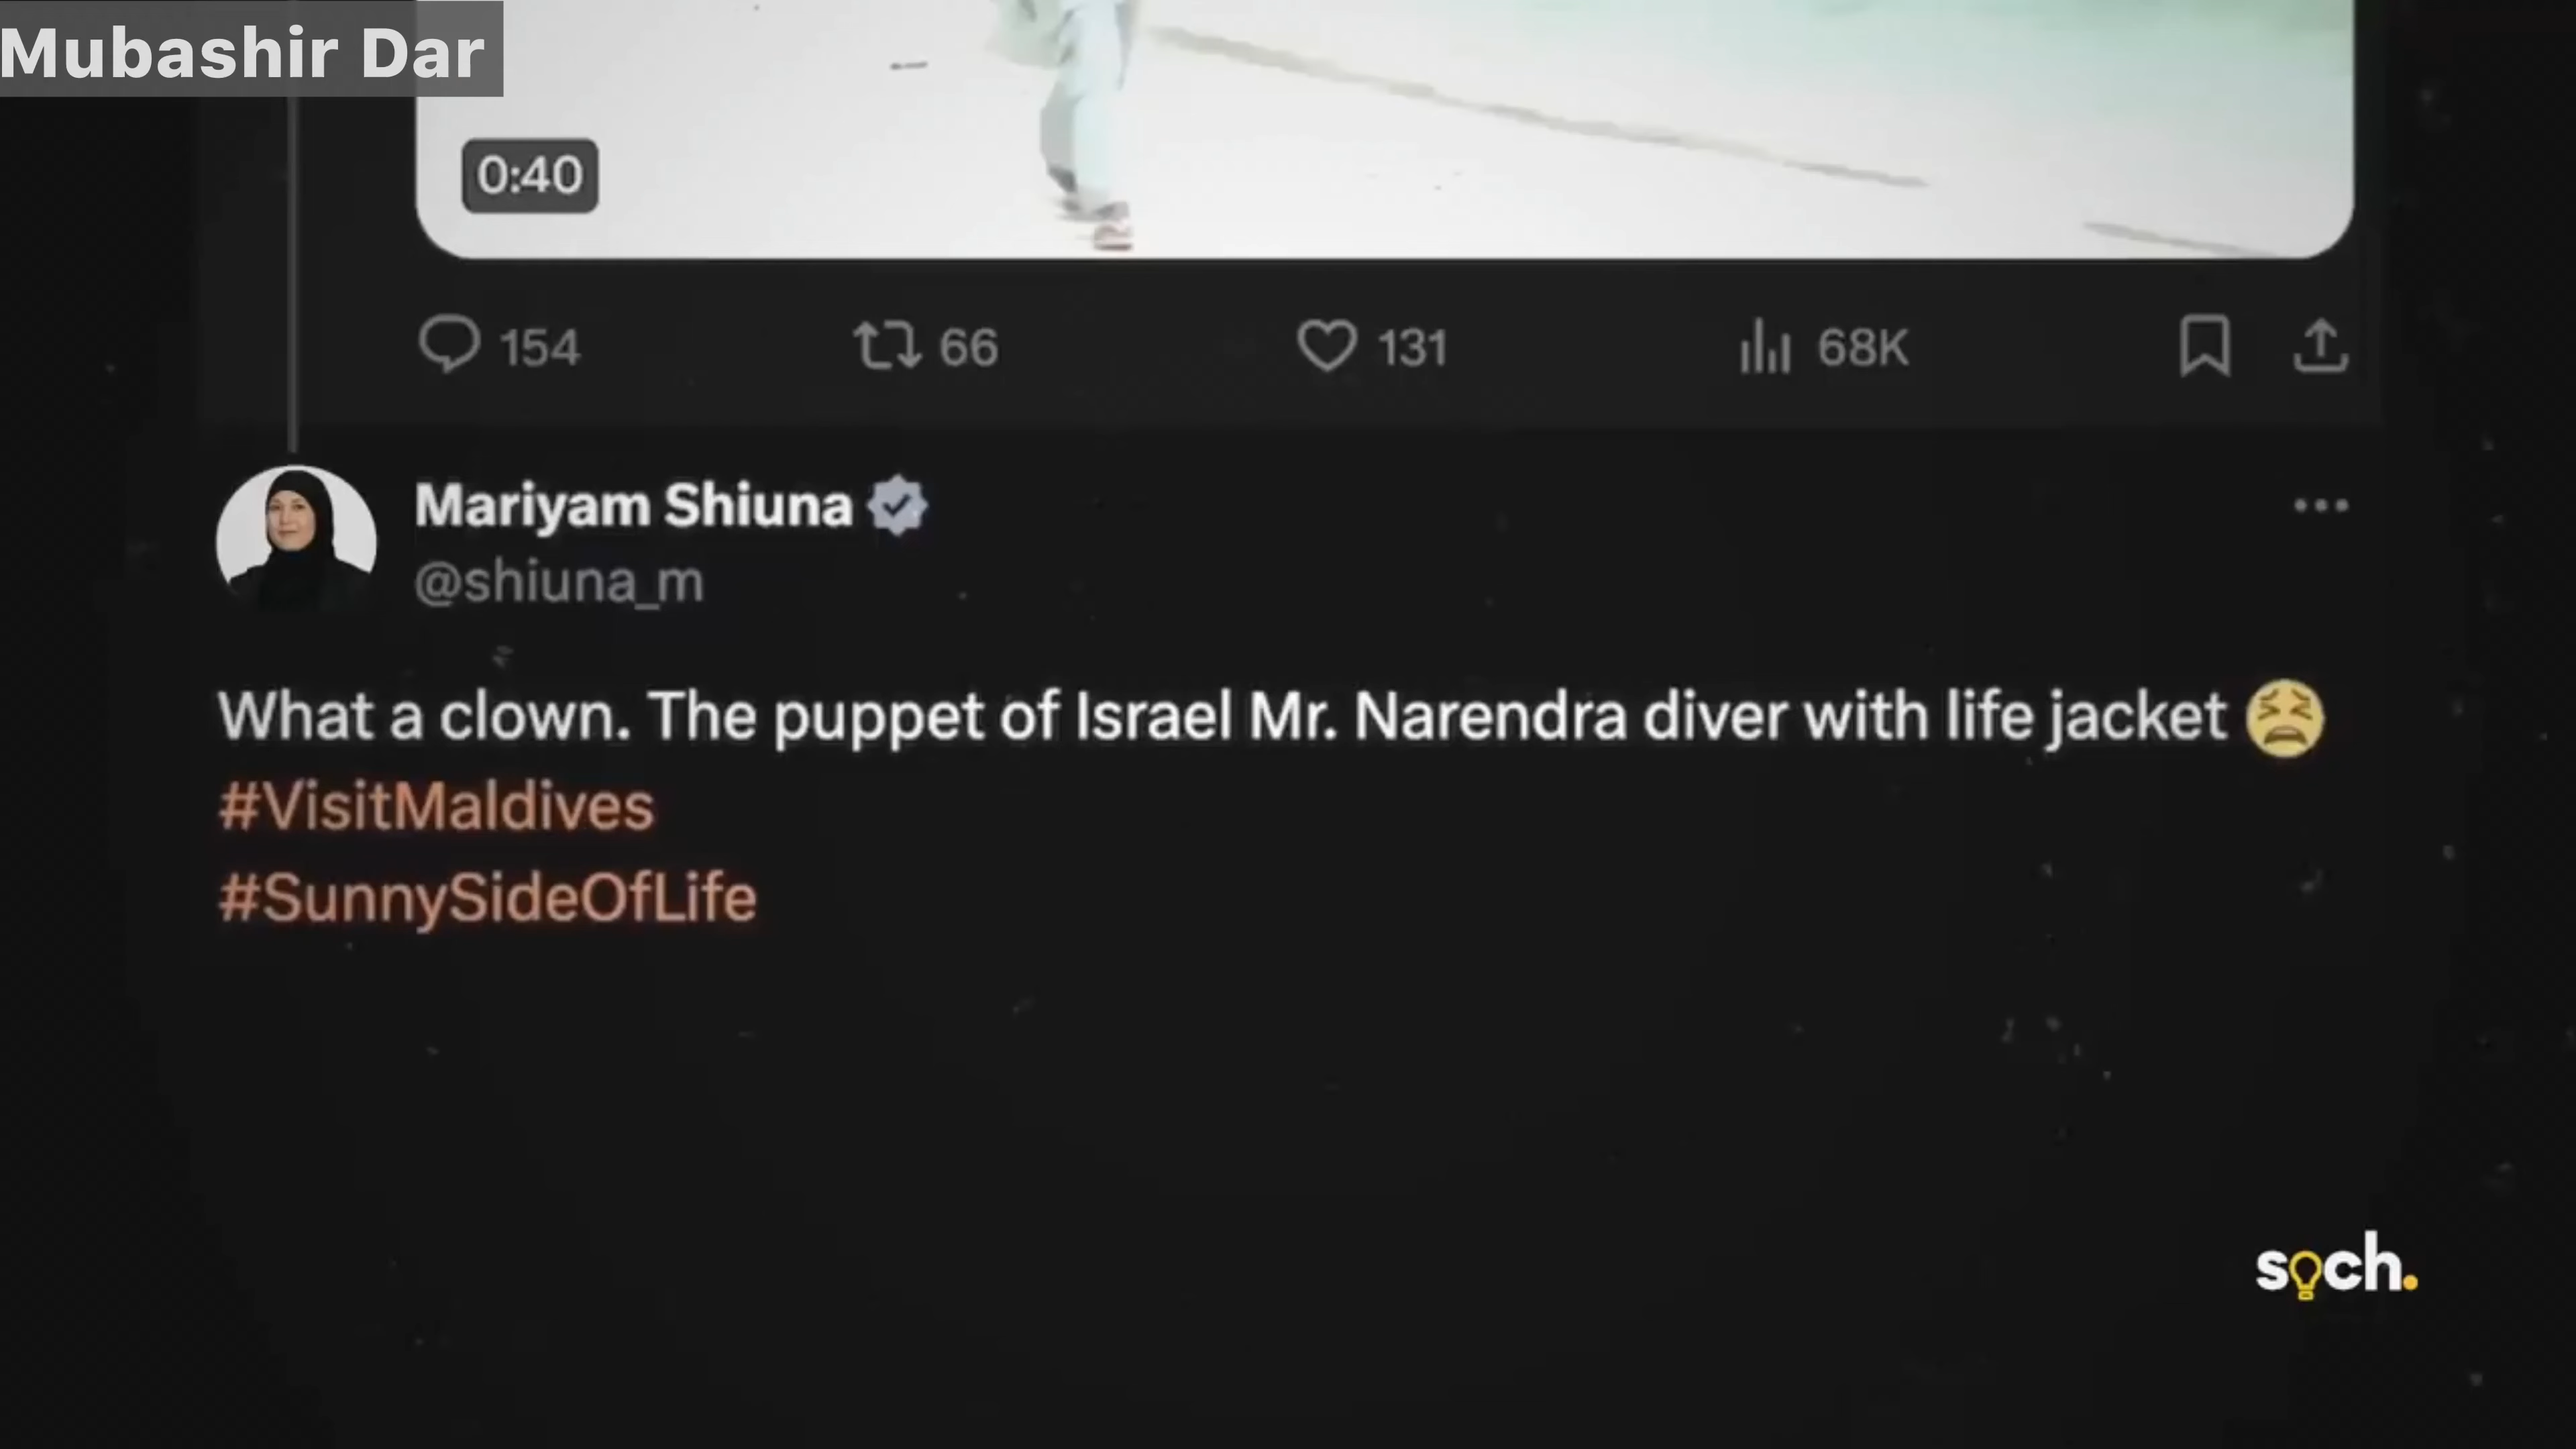 Mubashir Dar
0:40
154 66 131 68K
Mariyam Shiuna
@shiuna_m
What a clown. The puppet of Israel Mr. Narendra diver with life jacket 😫
#VisitMaldives
#SunnySideOfLife
soch.